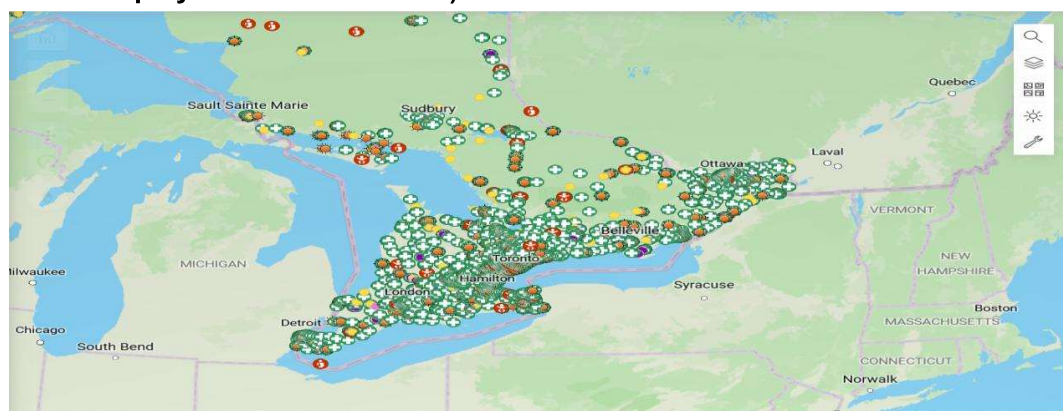 Quebec
Sault Sainte Marie
Sudbury
Laval
Ottawa
VERMONT
Belleville
NEW
HAMPSHIRE
MICHIGAN
Toronto
Hamilton
Syracuse
London
Boston
Detroit
MASSACHUSETTS
Chicago
South Bend
CONNECTICUT
Norwalk